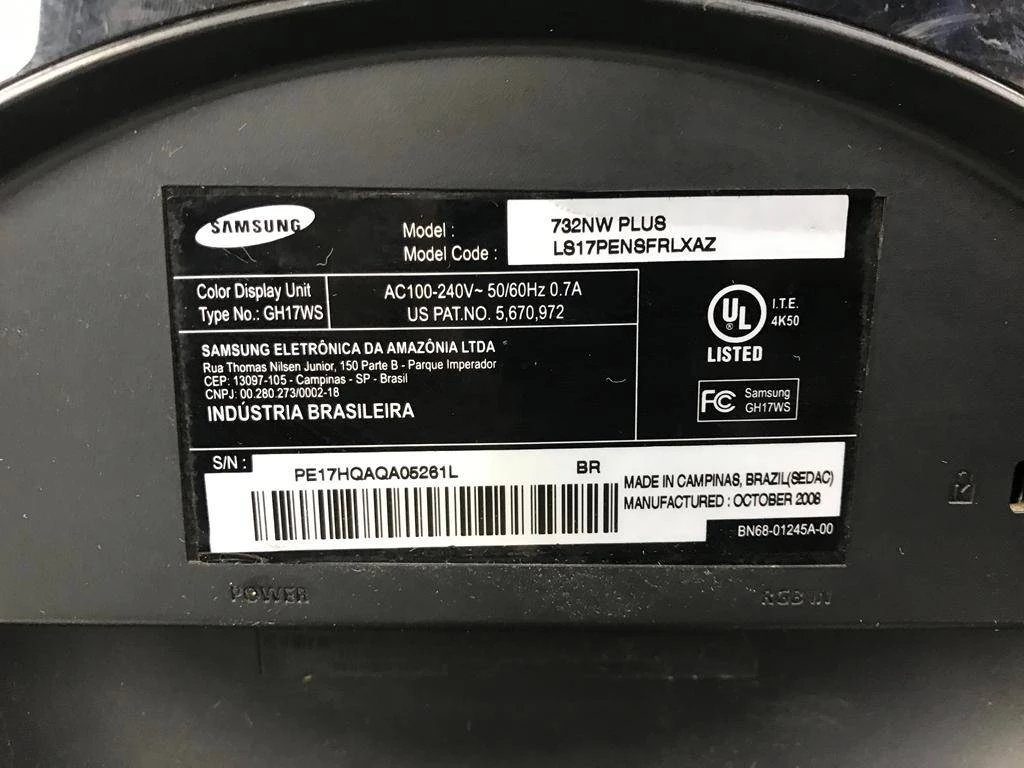 SAMSUNG
Model : 732NW PLUS
Model Code : LS17PENSFRLXAZ
Color Display Unit
Type No.: GH17WS
AC100-240V~ 50/60Hz 0.7A
US PAT.NO. 5,670,972
UL
®
LISTED
I.T.E.
4K50
SAMSUNG ELETRÔNICA DA AMAZÔNIA LTDA
Rua Thomas Nilsen Junior, 150 Parte B - Parque Imperador
CEP: 13097-105 - Campinas - SP - Brasil
CNPJ: 00.280.273/0002-18
INDÚSTRIA BRASILEIRA
FC
Samsung
GH17WS
S/N :
PE17HQAQA05261L BR
MADE IN CAMPINAS, BRAZIL(SEDAC)
MANUFACTURED : OCTOBER 2008
BN68-01245A-00
POWER
RGB IN